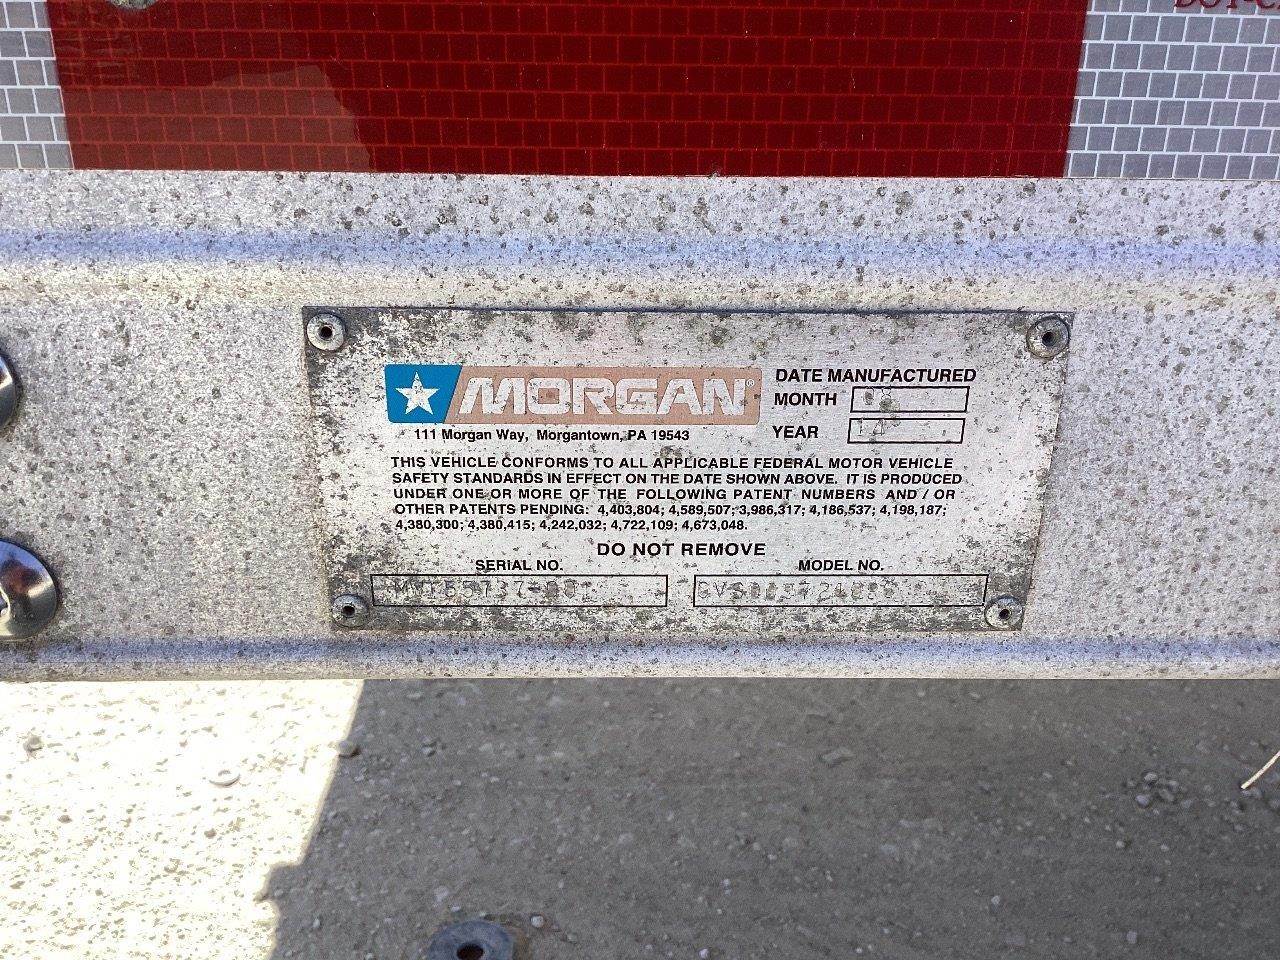 MORGAN®
111 Morgan Way, Morgantown, PA 19543
DATE MANUFACTURED
MONTH
YEAR 14
THIS VEHICLE CONFORMS TO ALL APPLICABLE FEDERAL MOTOR VEHICLE
SAFETY STANDARDS IN EFFECT ON THE DATE SHOWN ABOVE. IT IS PRODUCED
UNDER ONE OR MORE OF THE FOLLOWING PATENT NUMBERS AND / OR
OTHER PATENTS PENDING: 4,403,804; 4,589,507; 3,986,317; 4,186,537; 4,198,187;
4,380,300; 4,380,415; 4,242,032; 4,722,109; 4,673,048.
DO NOT REMOVE
SERIAL NO. MODEL NO.